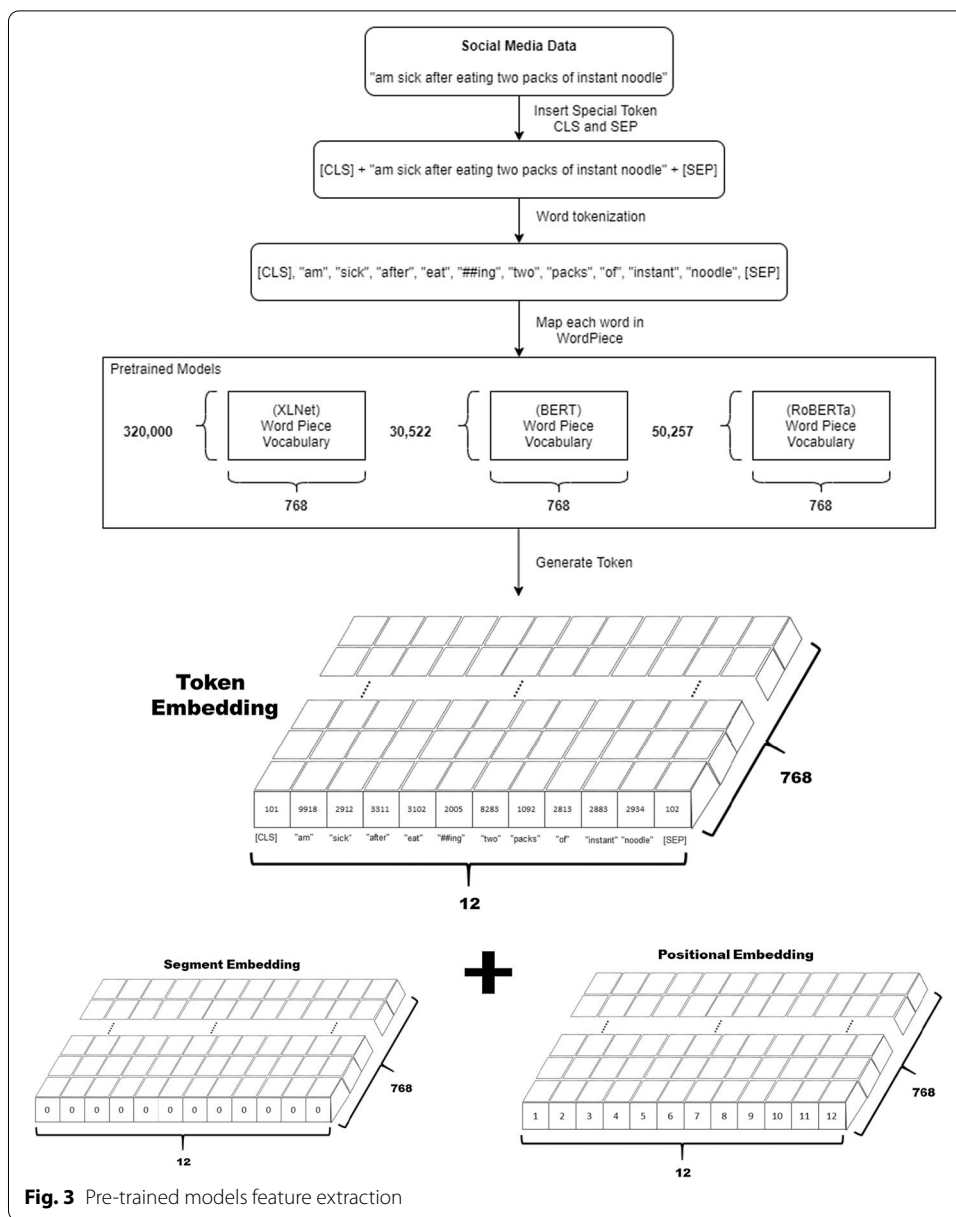 Social Media Data
"am sick after eating two packs of instant noodle"
Insert Special Token
CLS and SEP
[CLS] + "am sick after eating two packs of instant noodle" + [SEP]
Word tokenization
[CLS], "am", "sick", "after", "eat", "##ing", "two", "packs", "of", "instant", "noodle", [SEP]
Map each word in
WordPiece
Pretrained Models
320,000
(XLNet)
Word Piece
Vocabulary
768
30,522
(BERT)
Word Piece
Vocabulary
768
50,257
(RoBERTa)
Word Piece
Vocabulary
768
Generate Token
Token
Embedding
768
101 9918 2912 3311 3102 2005 8283 1092 2813 2883 2934 102
[CLS] "am" "sick" "after" "eat" "##ing" "two" "packs" "of" "instant" "noodle" [SEP]
12
Segment Embedding
768
0 0 0 0 0 0 0 0 0 0 0 0
12
+
Positional Embedding
768
1 2 3 4 5 6 7 8 9 10 11 12
12
Fig. 3 Pre-trained models feature extraction